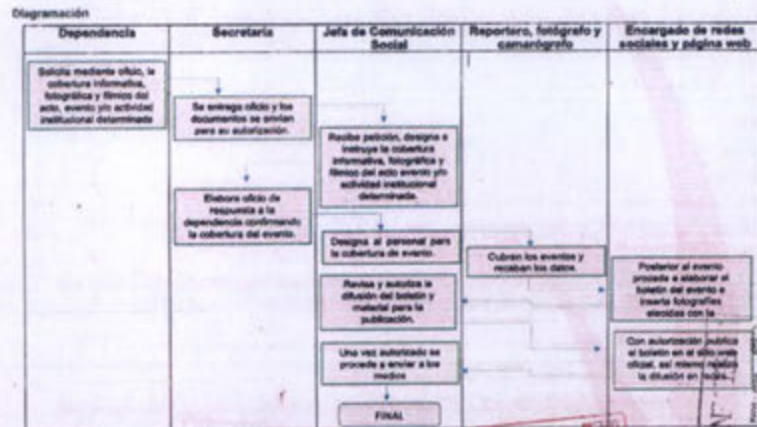 Diagramación
Dependencia
Secretaria
Jefa de Comunicación
Social
Reportero, fotógrafo y
camarógrafo
Encargado de redes
sociales y página web
Solicita mediante oficio, la
cobertura informativa,
fotográfica y fílmica del
acto, evento y/o actividad
institucional determinada
Se entrega oficio y los
documentos se envían
para su autorización.
Recibe petición, designa e
instruye la cobertura
informativa, fotográfica y
fílmica del acto evento y/o
actividad institucional
determinada.
Elabora oficio de
respuesta a la
dependencia confirmando
la cobertura del evento.
Designa al personal para
la cobertura de evento.
Cubren los eventos y
recaban los datos.
Posterior al evento
procede a elaborar el
boletín del evento e
inserta fotografías
elegidas con la
Revisa y autoriza la
difusión del boletín y
material para la
publicación.
Con autorización publica
el boletín en el sitio web
oficial, así mismo realiza
la difusión en redes.
Una vez autorizado se
procede a enviar a los
medios
FINAL